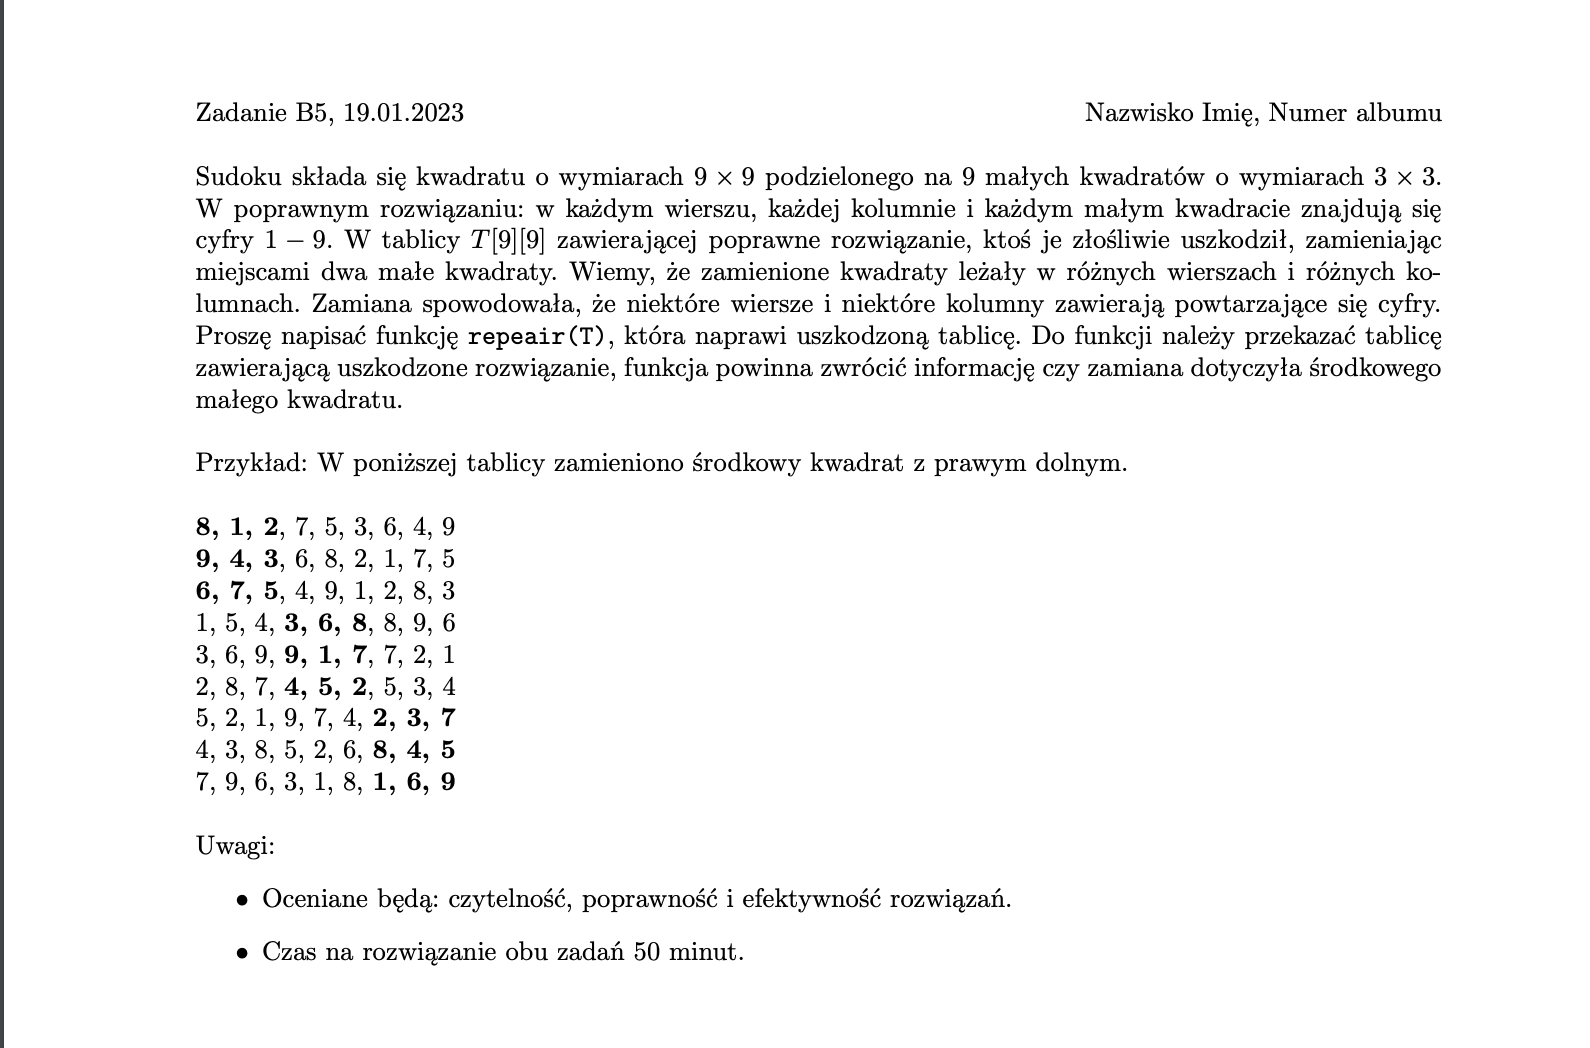 Zadanie B5, 19.01.2023 Nazwisko Imię, Numer albumu
Sudoku składa się kwadratu o wymiarach 9 × 9 podzielonego na 9 małych kwadratów o wymiarach 3 × 3.
W poprawnym rozwiązaniu: w każdym wierszu, każdej kolumnie i każdym małym kwadracie znajdują się
cyfry 1 – 9. W tablicy T[9][9] zawierającej poprawne rozwiązanie, ktoś je złośliwie uszkodził, zamieniając
miejscami dwa małe kwadraty. Wiemy, że zamienione kwadraty leżały w różnych wierszach i różnych ko-
lumnach. Zamiana spowodowała, że niektóre wiersze i niektóre kolumny zawierają powtarzające się cyfry.
Proszę napisać funkcję repeair(T), która naprawi uszkodzoną tablicę. Do funkcji należy przekazać tablicę
zawierającą uszkodzone rozwiązanie, funkcja powinna zwrócić informację czy zamiana dotyczyła środkowego
małego kwadratu.
Przykład: W poniższej tablicy zamieniono środkowy kwadrat z prawym dolnym.
8, 1, 2, 7, 5, 3, 6, 4, 9
9, 4, 3, 6, 8, 2, 1, 7, 5
6, 7, 5, 4, 9, 1, 2, 8, 3
1, 5, 4, 3, 6, 8, 8, 9, 6
3, 6, 9, 9, 1, 7, 7, 2, 1
2, 8, 7, 4, 5, 2, 5, 3, 4
5, 2, 1, 9, 7, 4, 2, 3, 7
4, 3, 8, 5, 2, 6, 8, 4, 5
7, 9, 6, 3, 1, 8, 1, 6, 9
Uwagi:
• Oceniane będą: czytelność, poprawność i efektywność rozwiązań.
• Czas na rozwiązanie obu zadań 50 minut.